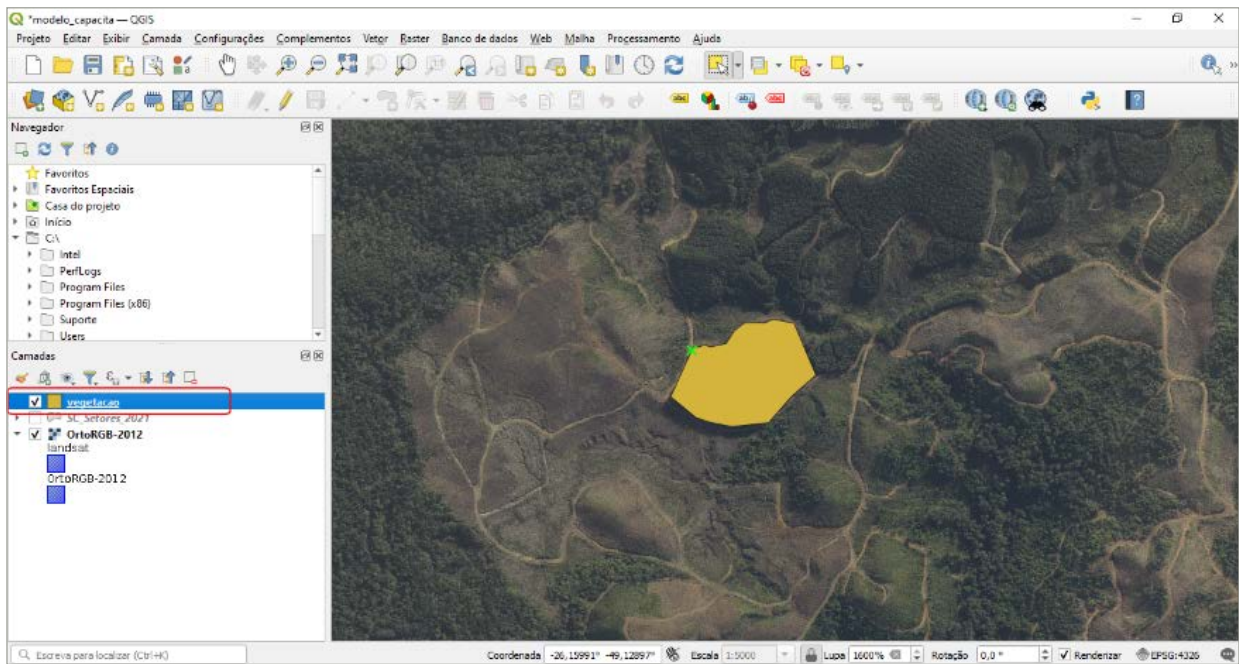 *modelo_capacita — QGIS
Projeto Editar Exibir Camada Configurações Complementos Vetor Raster Banco de dados Web Malha Processamento Ajuda
Navegador
Favoritos
Favoritos Espaciais
Casa do projeto
Início
C:\
Intel
PerfLogs
Program Files
Program Files (x86)
Suporte
Users
Camadas
vegetacao
SC_Setores_2021
OrtoRGB-2012
landsat
OrtoRGB-2012
Escreva para localizar (Ctrl+K)
Coordenada -26,15991° -49,12897° Escala 1:5000 Lupa 1600% Rotação 0,0 ° Renderizar EPSG:4326